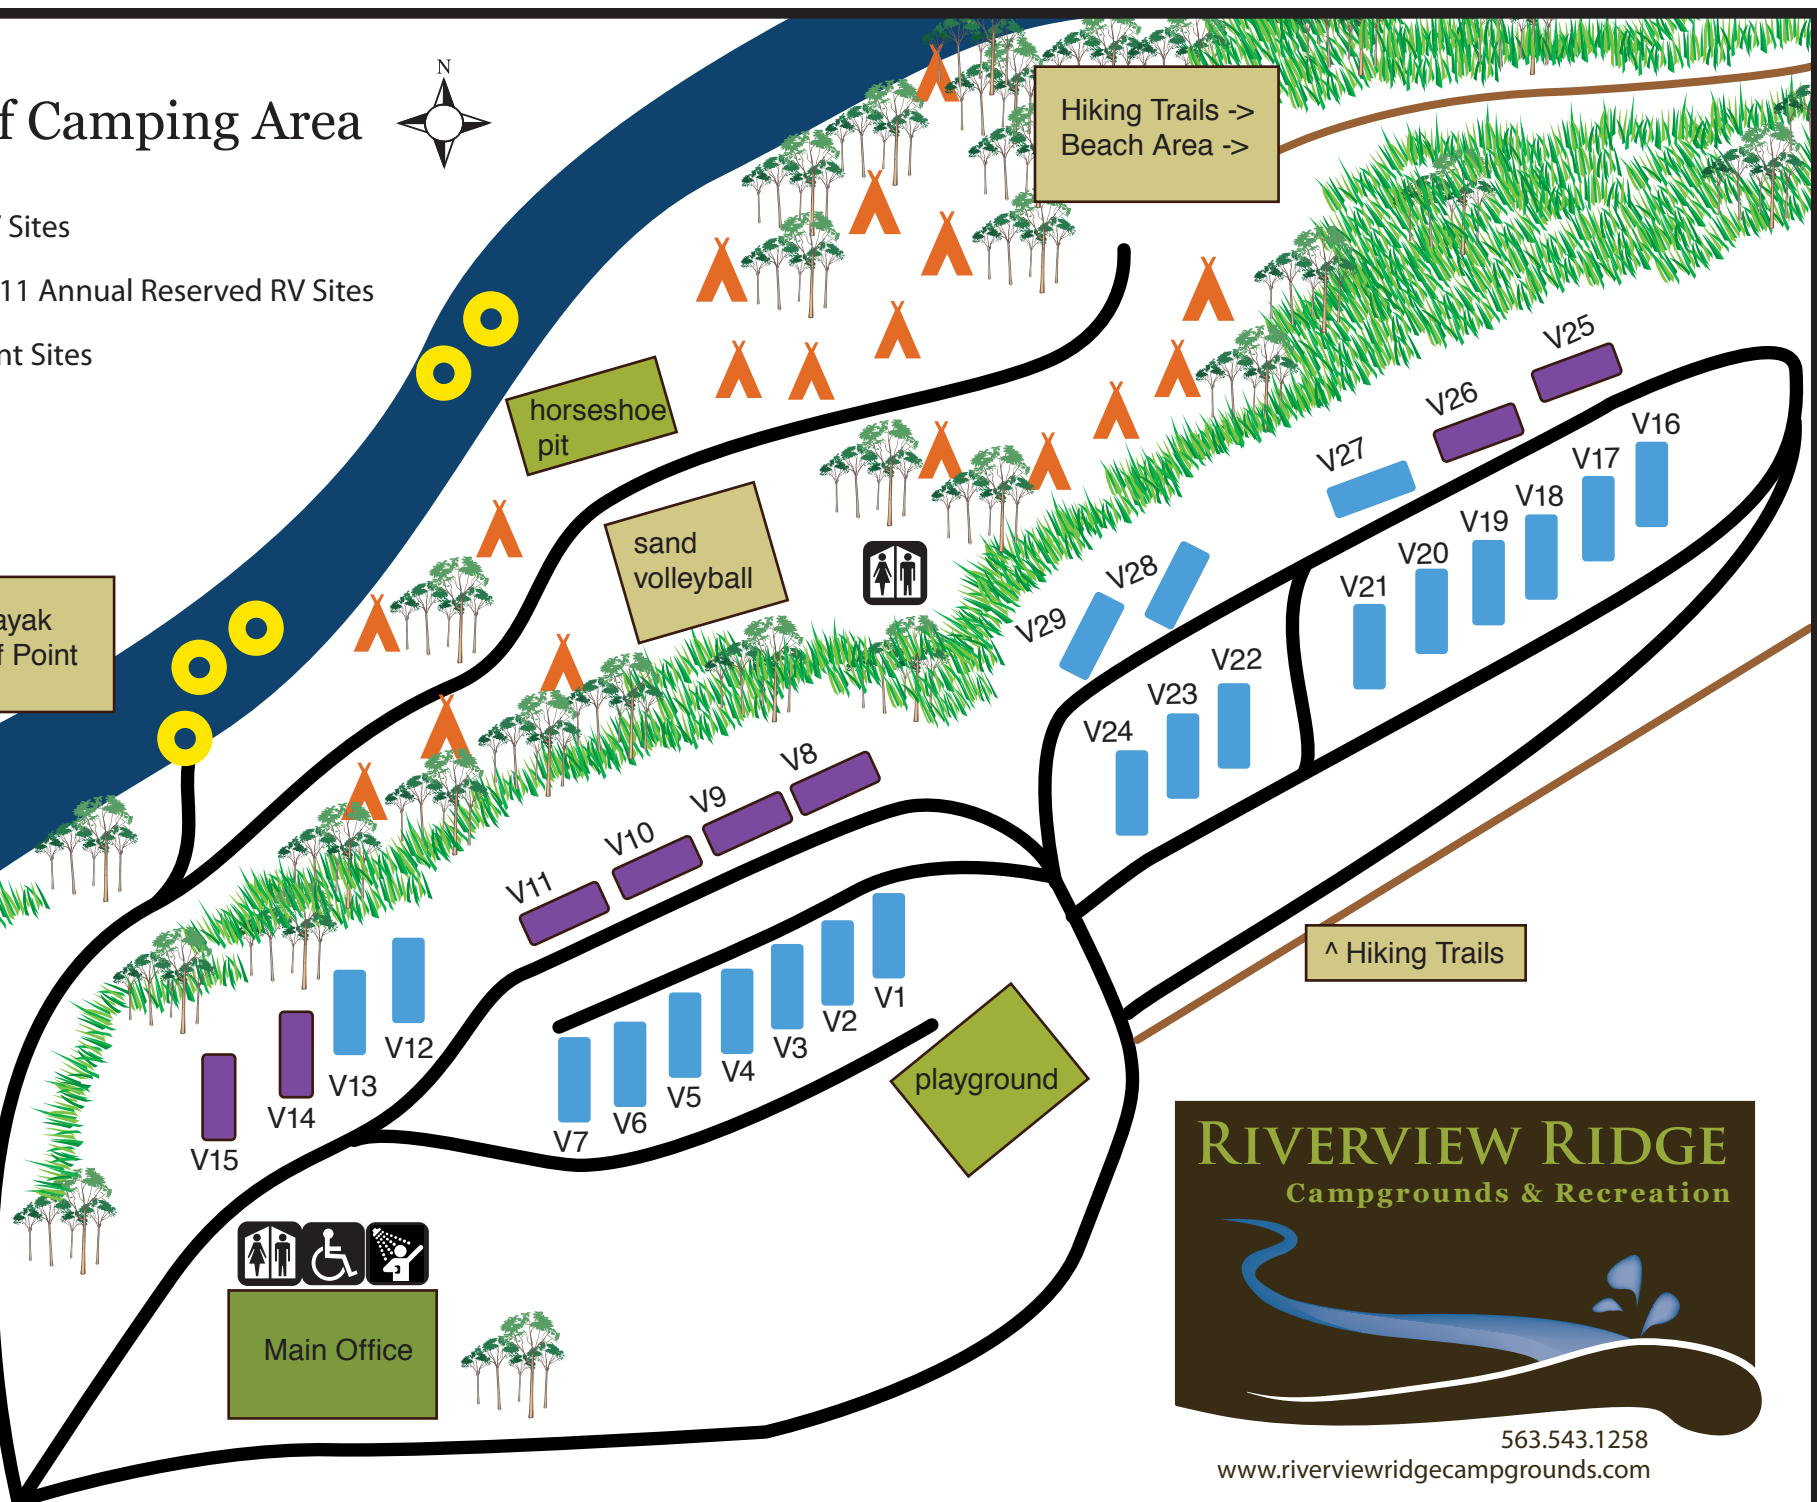 N
f Camping Area
Sites
11 Annual Reserved RV Sites
nt Sites
Hiking Trails ->
Beach Area ->
horseshoe
pit
sand
volleyball
ayak
f Point
V25
V26
V27
V16
V17
V18
V19
V20
V21
V28
V29
V22
V23
V24
V8
V9
V10
V11
V1
V2
V3
V4
V5
V6
V7
V12
V13
V14
V15
^ Hiking Trails
playground
Main Office
RIVERVIEW RIDGE
Campgrounds & Recreation
563.543.1258
www.riverviewridgecampgrounds.com